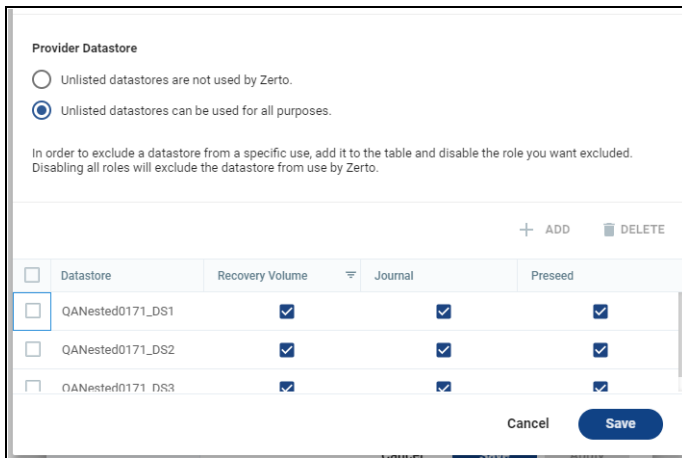 Provider Datastore
Unlisted datastores are not used by Zerto.
Unlisted datastores can be used for all purposes.
In order to exclude a datastore from a specific use, add it to the table and disable the role you want excluded.
Disabling all roles will exclude the datastore from use by Zerto.
+ ADD DELETE
Datastore Recovery Volume Journal Preseed
QANested0171_DS1
QANested0171_DS2
QANested0171_DS3
Cancel Save
Cancel Save Apply